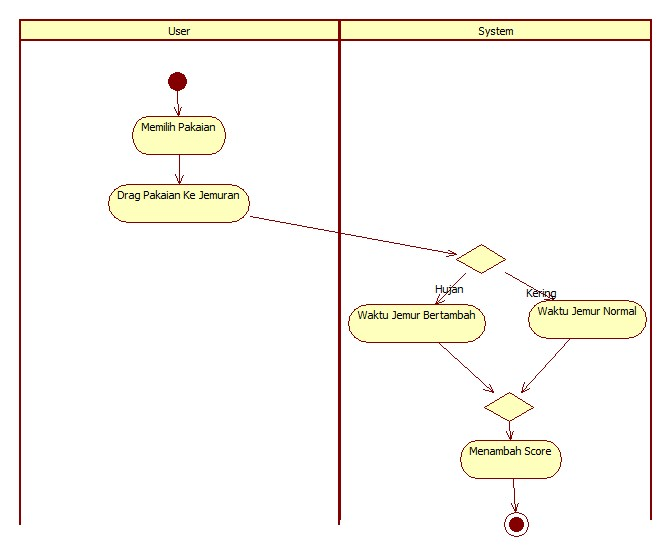 User
System
Memilih Pakaian
Drag Pakaian Ke Jemuran
Hujan
Kering
Waktu Jemur Bertambah
Waktu Jemur Normal
Menambah Score